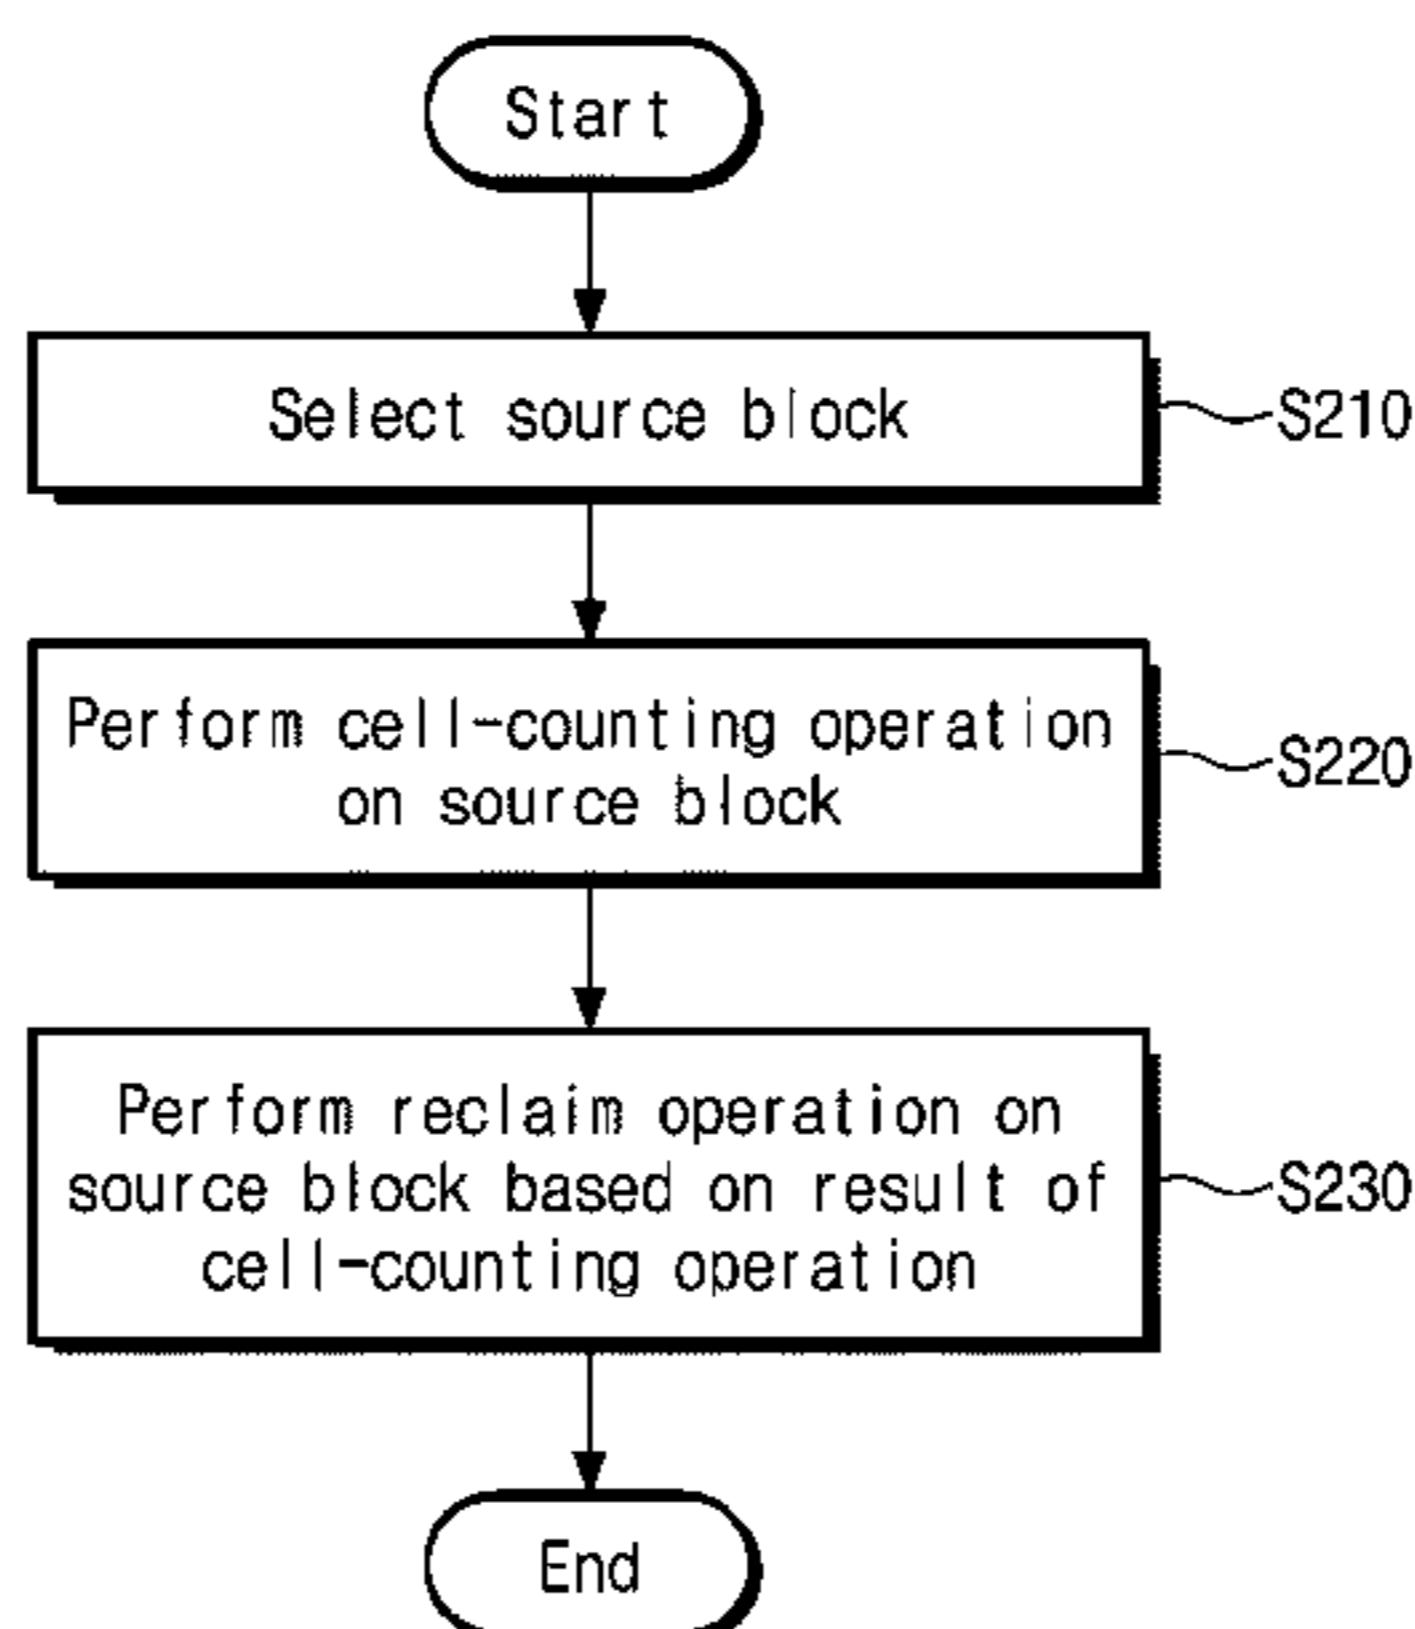 Start
Select source block
S210
Perform cell-counting operation
on source block
S220
Perform reclaim operation on
source block based on result of
cell-counting operation
S230
End